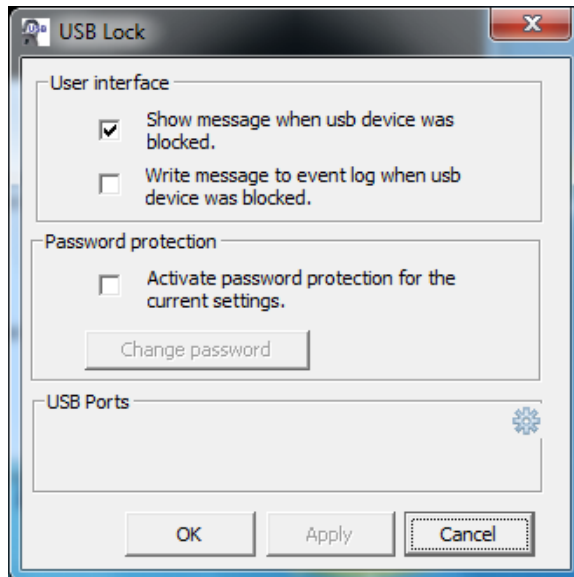 USB Lock
User interface
Show message when usb device was
blocked.
Write message to event log when usb
device was blocked.
Password protection
Activate password protection for the
current settings.
Change password
USB Ports
OK Apply Cancel